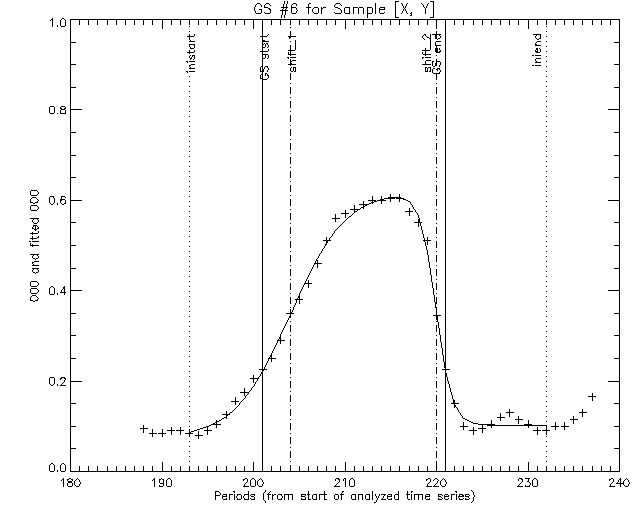 GS #6 for Sample [X, Y]
1.0
0.8
0.6
0.4
0.2
0.0
000 and fitted 000
inistart
GS start
shift_1
shift_2
GS end
iniend
180
190
200
210
220
230
240
Periods (from start of analyzed time series)